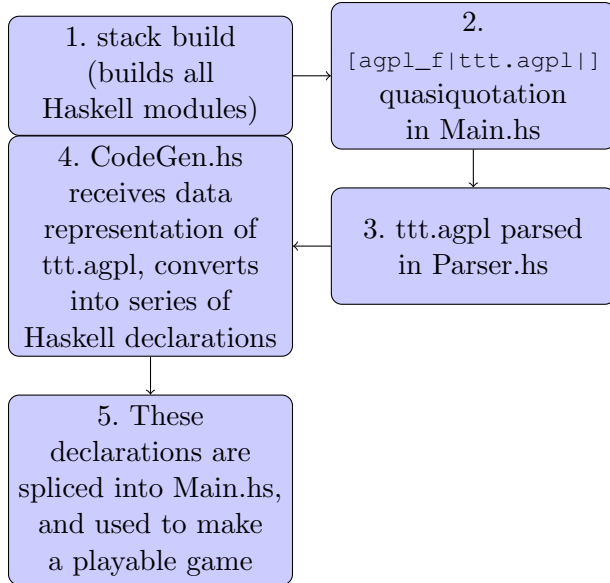 1. stack build
(builds all
Haskell modules)
2.
[agpl_f|ttt.agpl|]
quasiquotation
in Main.hs
3. ttt.agpl parsed
in Parser.hs
4. CodeGen.hs
receives data
representation of
ttt.agpl, converts
into series of
Haskell declarations
5. These
declarations are
spliced into Main.hs,
and used to make
a playable game